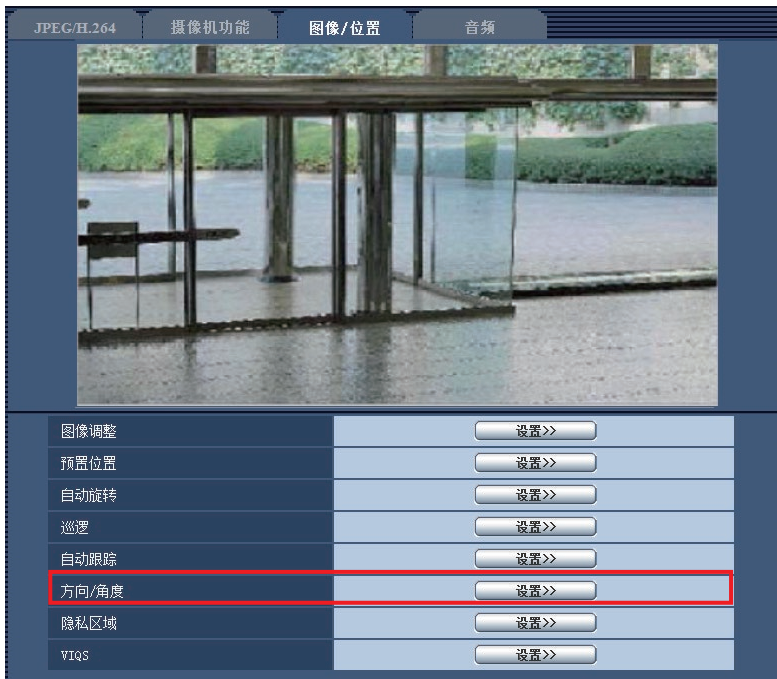 JPEG/H.264 摄像机功能 图像/位置 音频
图像调整 设置>>
预置位置 设置>>
自动旋转 设置>>
巡逻 设置>>
自动跟踪 设置>>
方向/角度 设置>>
隐私区域 设置>>
VIQS 设置>>